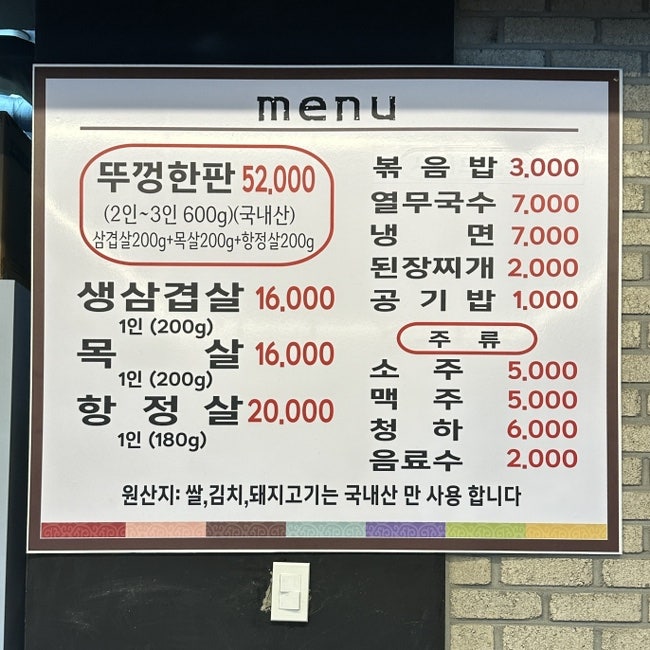 menu
뚜껑한판 52,000
(2인~3인 600g)(국내산)
삼겹살200g+목살200g+항정살200g
생삼겹살 16,000
1인 (200g)
목 살 16,000
1인 (200g)
항 정 살 20,000
1인 (180g)
볶 음 밥 3,000
열무국수 7,000
냉 면 7,000
된장찌개 2,000
공 기 밥 1,000
주 류
소 주 5,000
맥 주 5,000
청 하 6,000
음료수 2,000
원산지: 쌀,김치,돼지고기는 국내산 만 사용 합니다